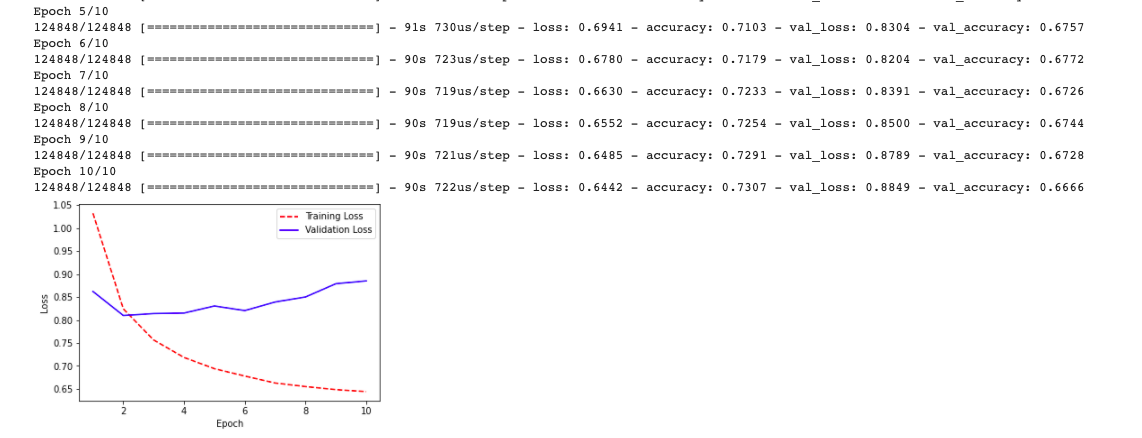 Epoch 5/10
124848/124848 [==============================] - 91s 730us/step - loss: 0.6941 - accuracy: 0.7103 - val_loss: 0.8304 - val_accuracy: 0.6757
Epoch 6/10
124848/124848 [==============================] - 90s 723us/step - loss: 0.6780 - accuracy: 0.7179 - val_loss: 0.8204 - val_accuracy: 0.6772
Epoch 7/10
124848/124848 [==============================] - 90s 719us/step - loss: 0.6630 - accuracy: 0.7233 - val_loss: 0.8391 - val_accuracy: 0.6726
Epoch 8/10
124848/124848 [==============================] - 90s 719us/step - loss: 0.6552 - accuracy: 0.7254 - val_loss: 0.8500 - val_accuracy: 0.6744
Epoch 9/10
124848/124848 [==============================] - 90s 721us/step - loss: 0.6485 - accuracy: 0.7291 - val_loss: 0.8789 - val_accuracy: 0.6728
Epoch 10/10
124848/124848 [==============================] - 90s 722us/step - loss: 0.6442 - accuracy: 0.7307 - val_loss: 0.8849 - val_accuracy: 0.6666
1.05
1.00
0.95
0.90
0.85
0.80
0.75
0.70
0.65
Loss
Training Loss
Validation Loss
2 4 6 8 10
Epoch